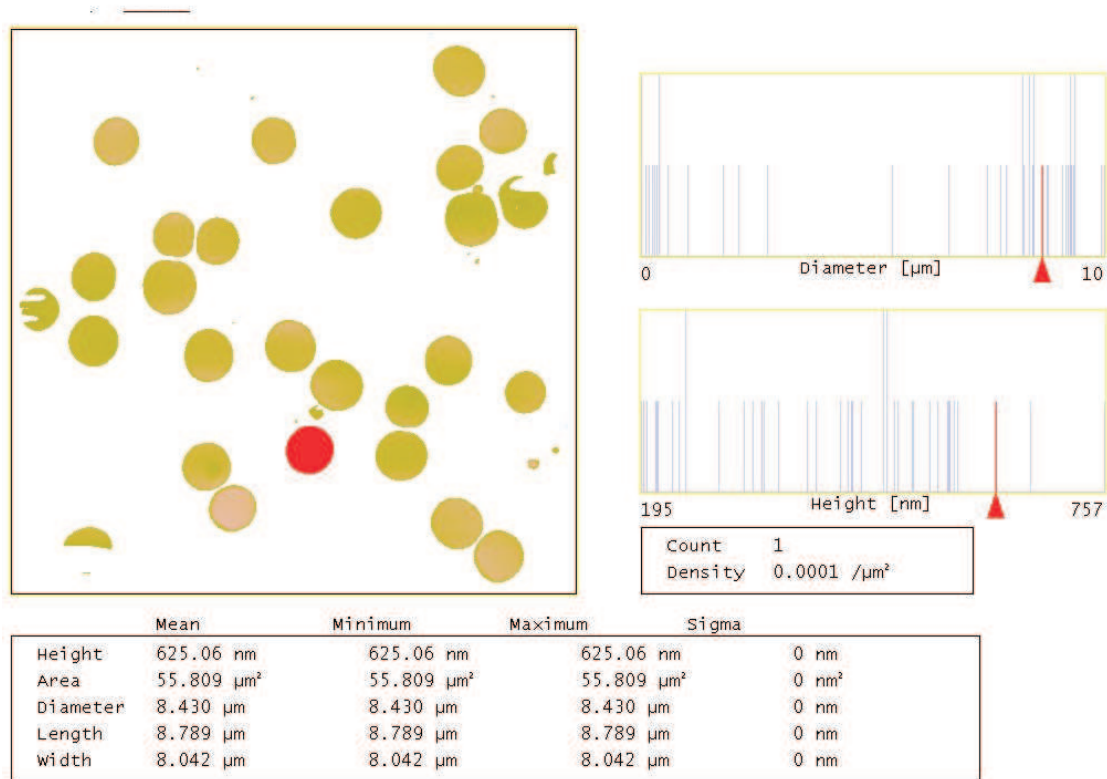 0 Diameter [µm] 10
195 Height [nm] 757
Count 1
Density 0.0001 /µm²
Mean Minimum Maximum Sigma
Height 625.06 nm 625.06 nm 625.06 nm 0 nm
Area 55.809 µm² 55.809 µm² 55.809 µm² 0 nm²
Diameter 8.430 µm 8.430 µm 8.430 µm 0 nm
Length 8.789 µm 8.789 µm 8.789 µm 0 nm
Width 8.042 µm 8.042 µm 8.042 µm 0 nm